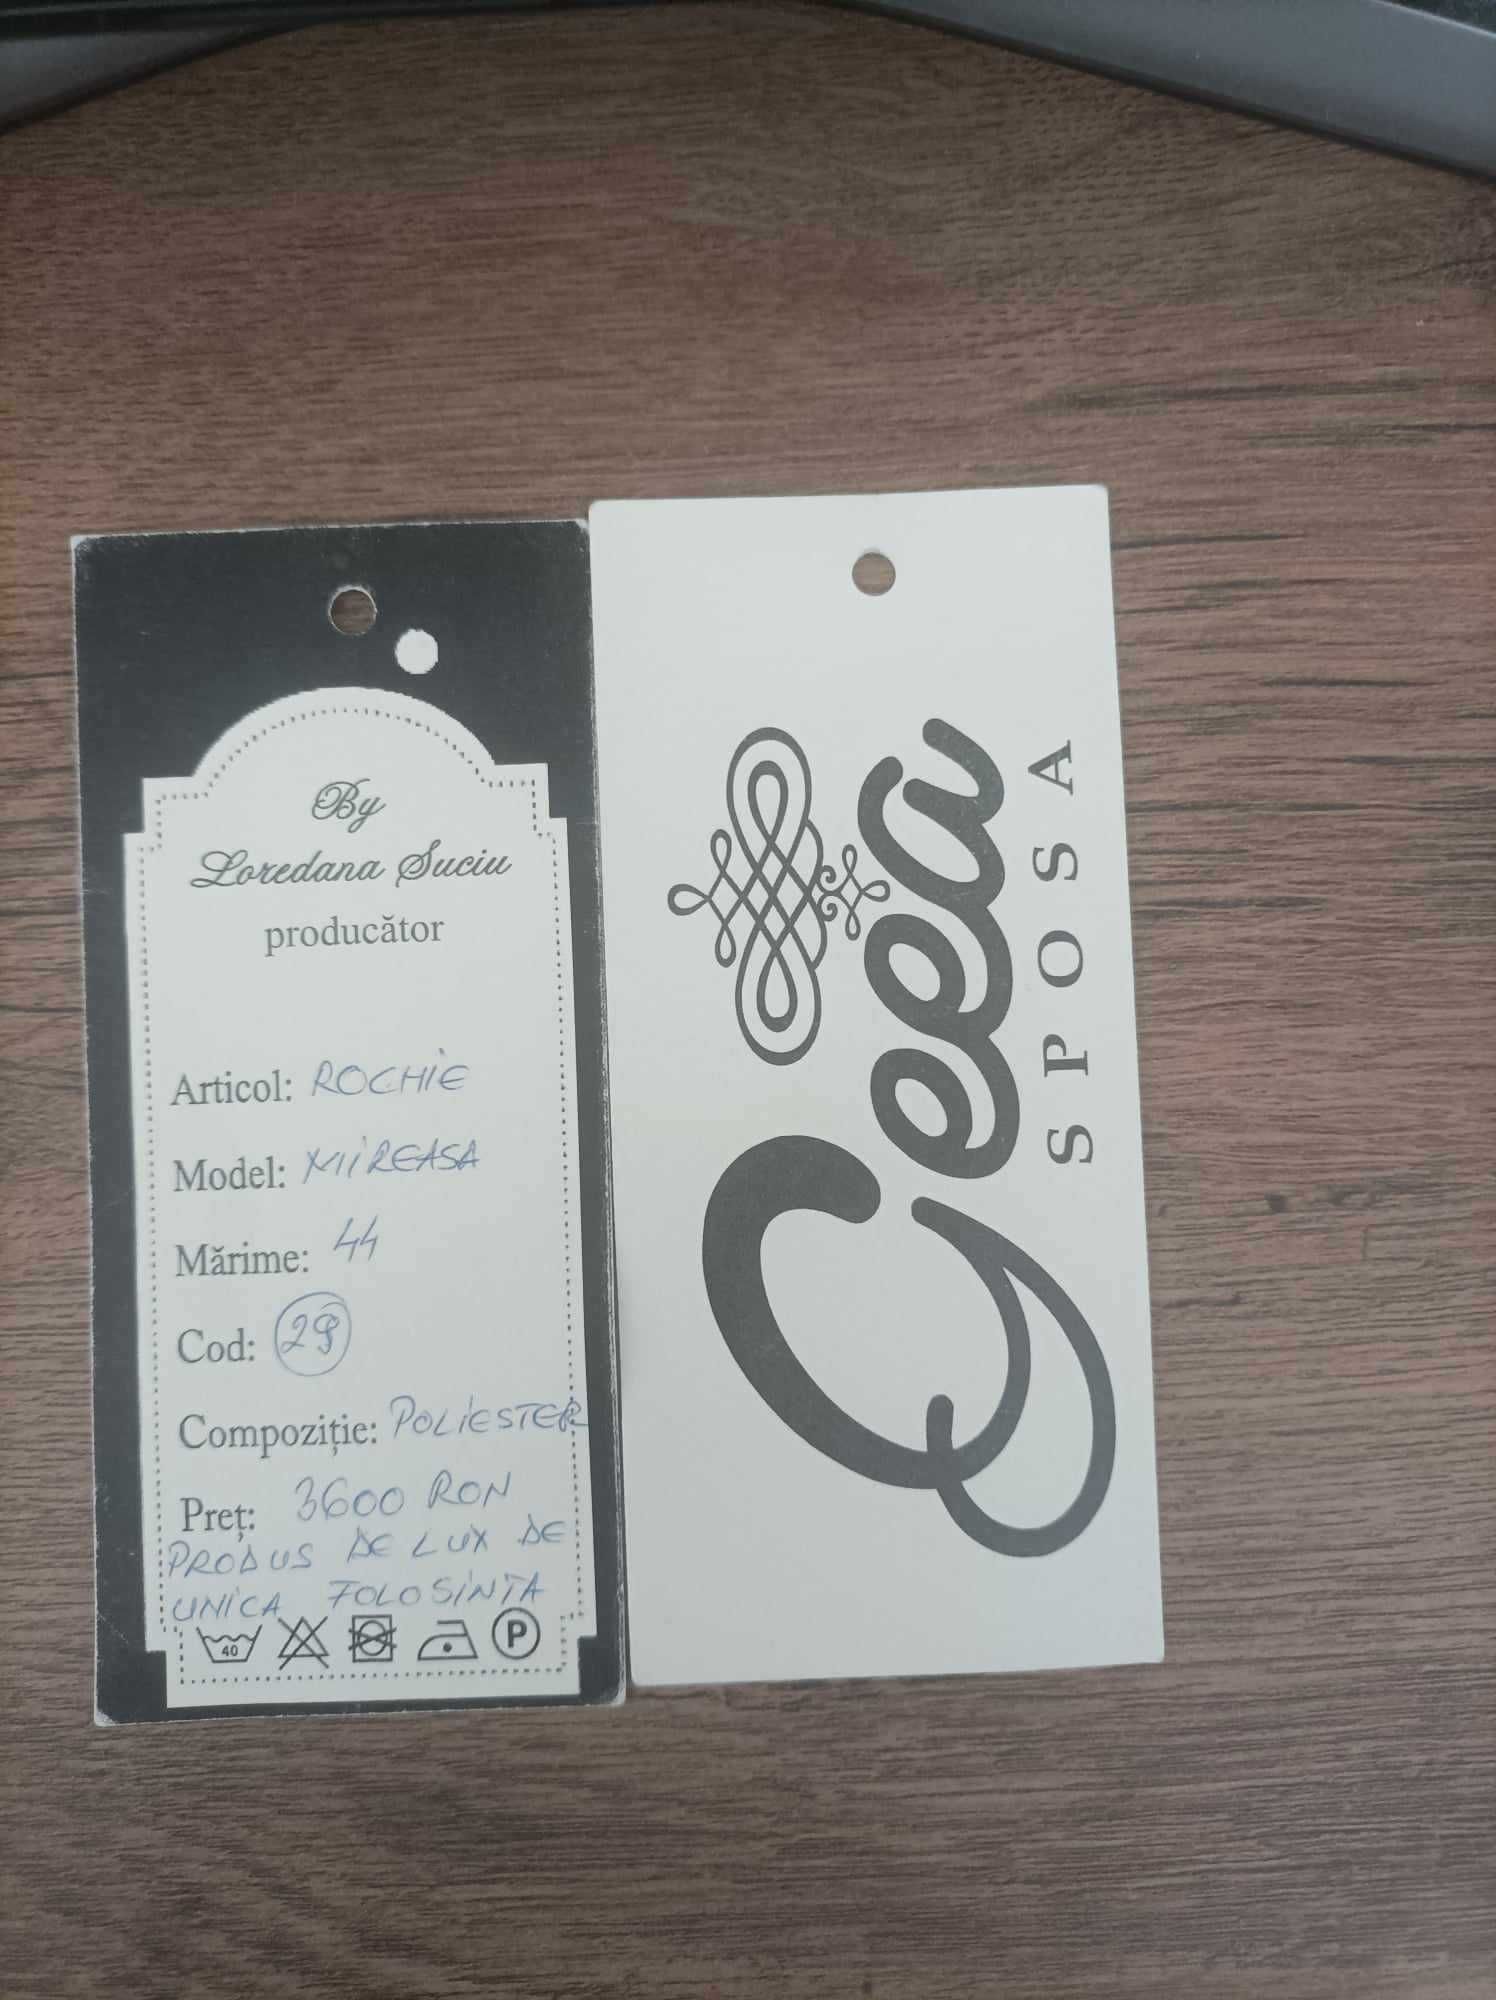 By
Loredana Suciu
producător
Articol: ROCHIE
Model: MIREASA
Mărime: 44
Cod: 29
Compoziție: POLIESTER
Preț: 3600 RON
PRODUS DE LUX DE
UNICA FOLOSINTA
40
P
Geea
SPOSA